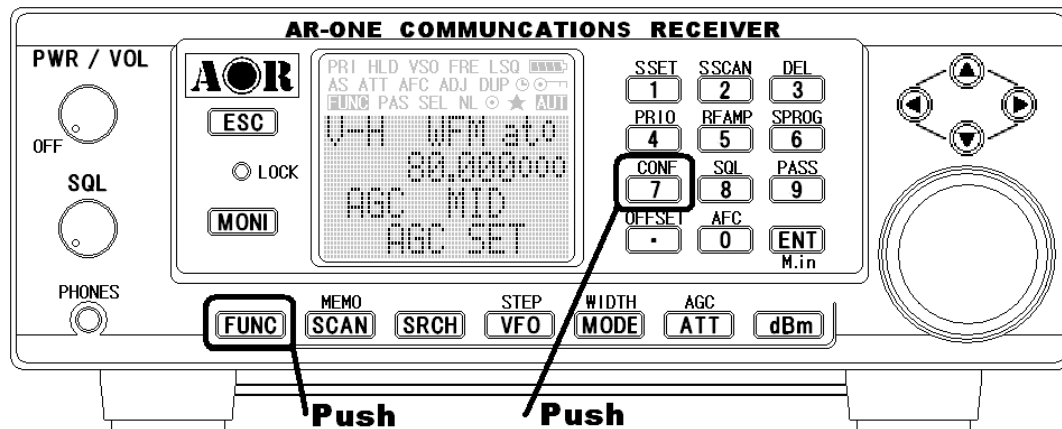 AR-ONE COMMUNCATIONS RECEIVER
PWR / VOL
OFF
SQL
PHONES
AOR
ESC
LOCK
MONI
PRI HLD VSO FRE LSQ
AS ATT AFC ADJ DUP
FUNC PAS SEL NL AUT
V-H WFM ato
80.000000
AGC MID
AGC SET
SSET SSCAN DEL
1 2 3
PRIO RFAMP SPROG
4 5 6
CONF SQL PASS
7 8 9
OFFSET AFC
. 0 ENT
M.in
MEMO STEP WIDTH AGC
FUNC SCAN SRCH VFO MODE ATT dBm
Push Push